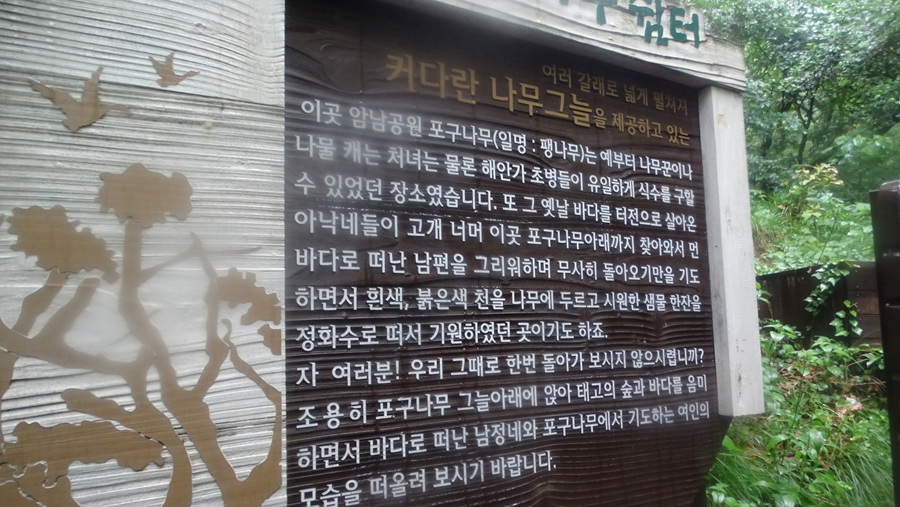 쉼터
여러 갈래로 넓게 펼쳐져
커다란 나무그늘을 제공하고 있는
이곳 암남공원 포구나무(일명 : 팽나무)는 예부터 나무꾼이나
나물 캐는 처녀는 물론 해안가 초병들이 유일하게 식수를 구할
수 있었던 장소였습니다. 또 그 옛날 바다를 터전으로 살아온
아낙네들이 고개 너머 이곳 포구나무아래까지 찾아와서 먼
바다로 떠난 남편을 그리워하며 무사히 돌아오기만을 기도
하면서 흰색, 붉은색 천을 나무에 두르고 시원한 샘물 한잔을
정화수로 떠서 기원하였던 곳이기도 하죠.
자 여러분! 우리 그때로 한번 돌아가 보시지 않으시렵니까?
조용히 포구나무 그늘아래에 앉아 태고의 숲과 바다를 음미
하면서 바다로 떠난 남정네와 포구나무에서 기도하는 여인의
모습을 떠올려 보시기 바랍니다.